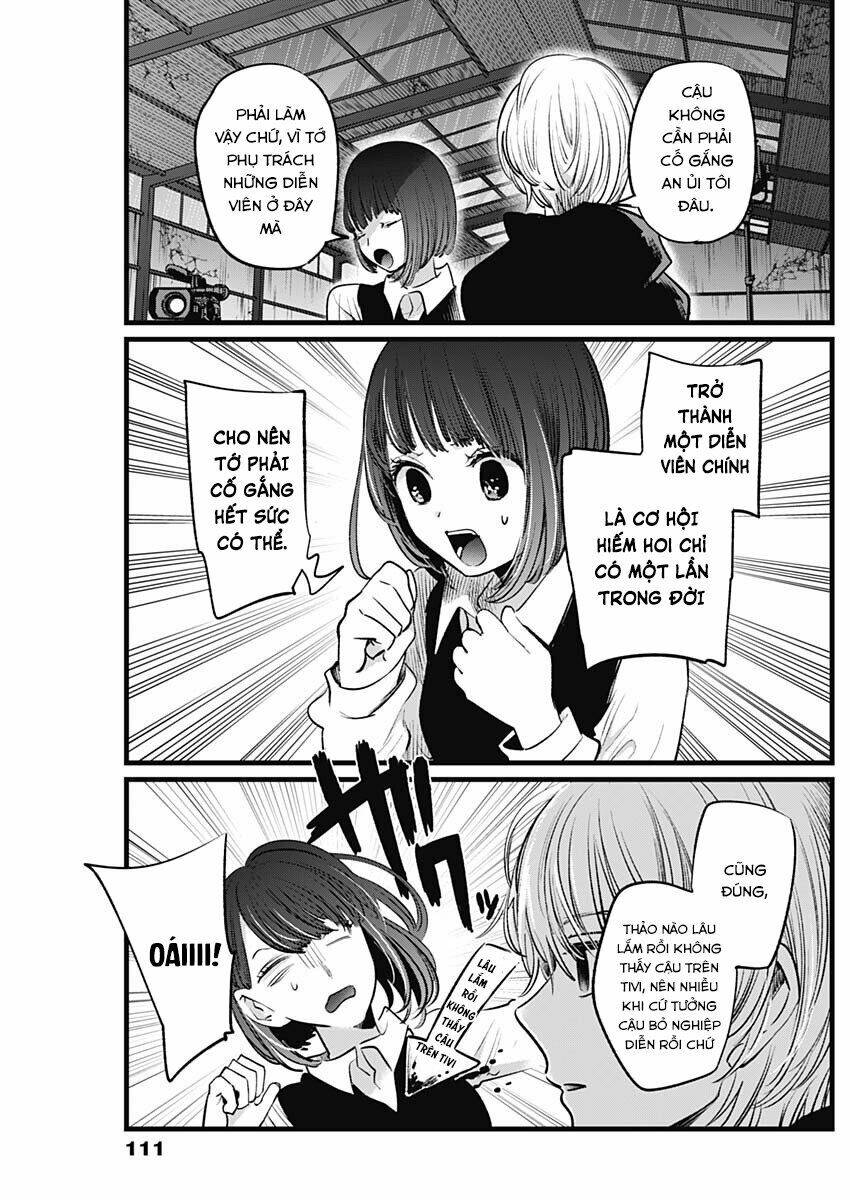 CẬU
KHÔNG
CẦN PHẢI
CỐ GẮNG
AN ỦI TÔI
ĐÂU.
PHẢI LÀM
VẬY CHỨ, VÌ TỚ
PHỤ TRÁCH
NHỮNG DIỄN
VIÊN Ở ĐÂY
MÀ
TRỞ
THÀNH
MỘT DIỄN
VIÊN CHÍNH
LÀ CƠ HỘI
HIẾM HOI CHỈ
CÓ MỘT LẦN
TRONG ĐỜI
CHO NÊN
TỚ PHẢI
CỐ GẮNG
HẾT SỨC
CÓ THỂ.
CŨNG
ĐÚNG,
THẢO NÀO LÂU
LẮM RỒI KHÔNG
THẤY CẬU TRÊN
TIVI, NÊN NHIỀU
KHI CỨ TƯỞNG
CẬU BỎ NGHIỆP
DIỄN RỒI CHỨ
LÂU
LẮM RỒI
KHÔNG
THẤY CẬU
TRÊN TIVI
ガガッ
OÁIIII!
111